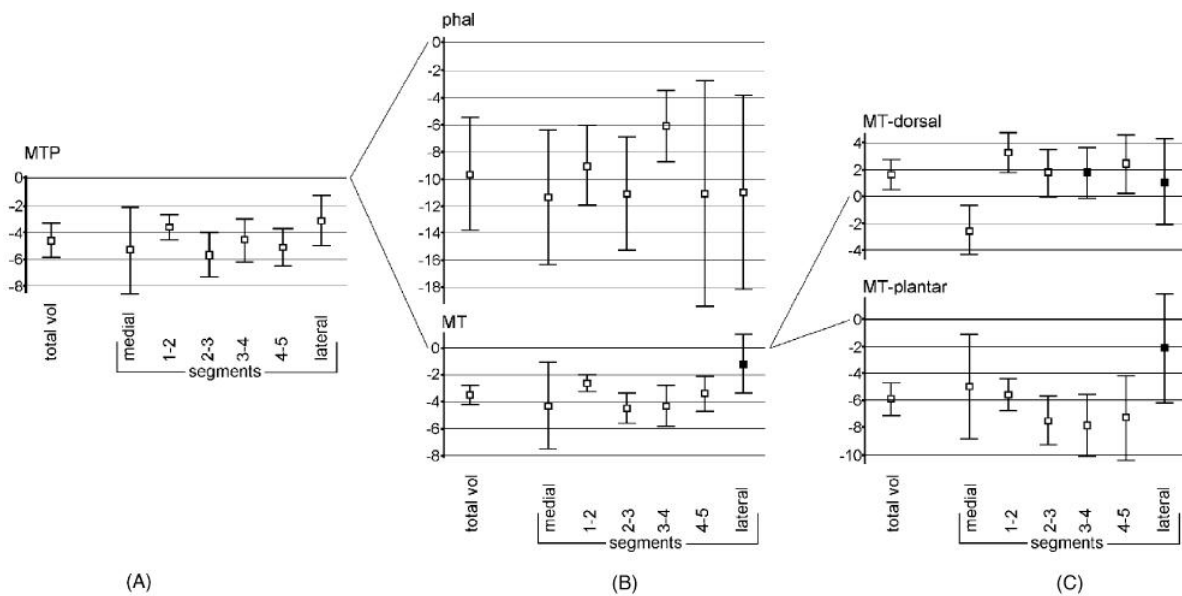 MTP
0
-2
-4
-6
-8
total vol
medial
1-2
2-3
3-4
4-5
lateral
segments
(A)
phal
0
-2
-4
-6
-8
-10
-12
-14
-16
-18
MT
0
-2
-4
-6
-8
total vol
medial
1-2
2-3
3-4
4-5
lateral
segments
(B)
MT-dorsal
4
2
0
-2
-4
MT-plantar
0
-2
-4
-6
-8
-10
total vol
medial
1-2
2-3
3-4
4-5
lateral
segments
(C)